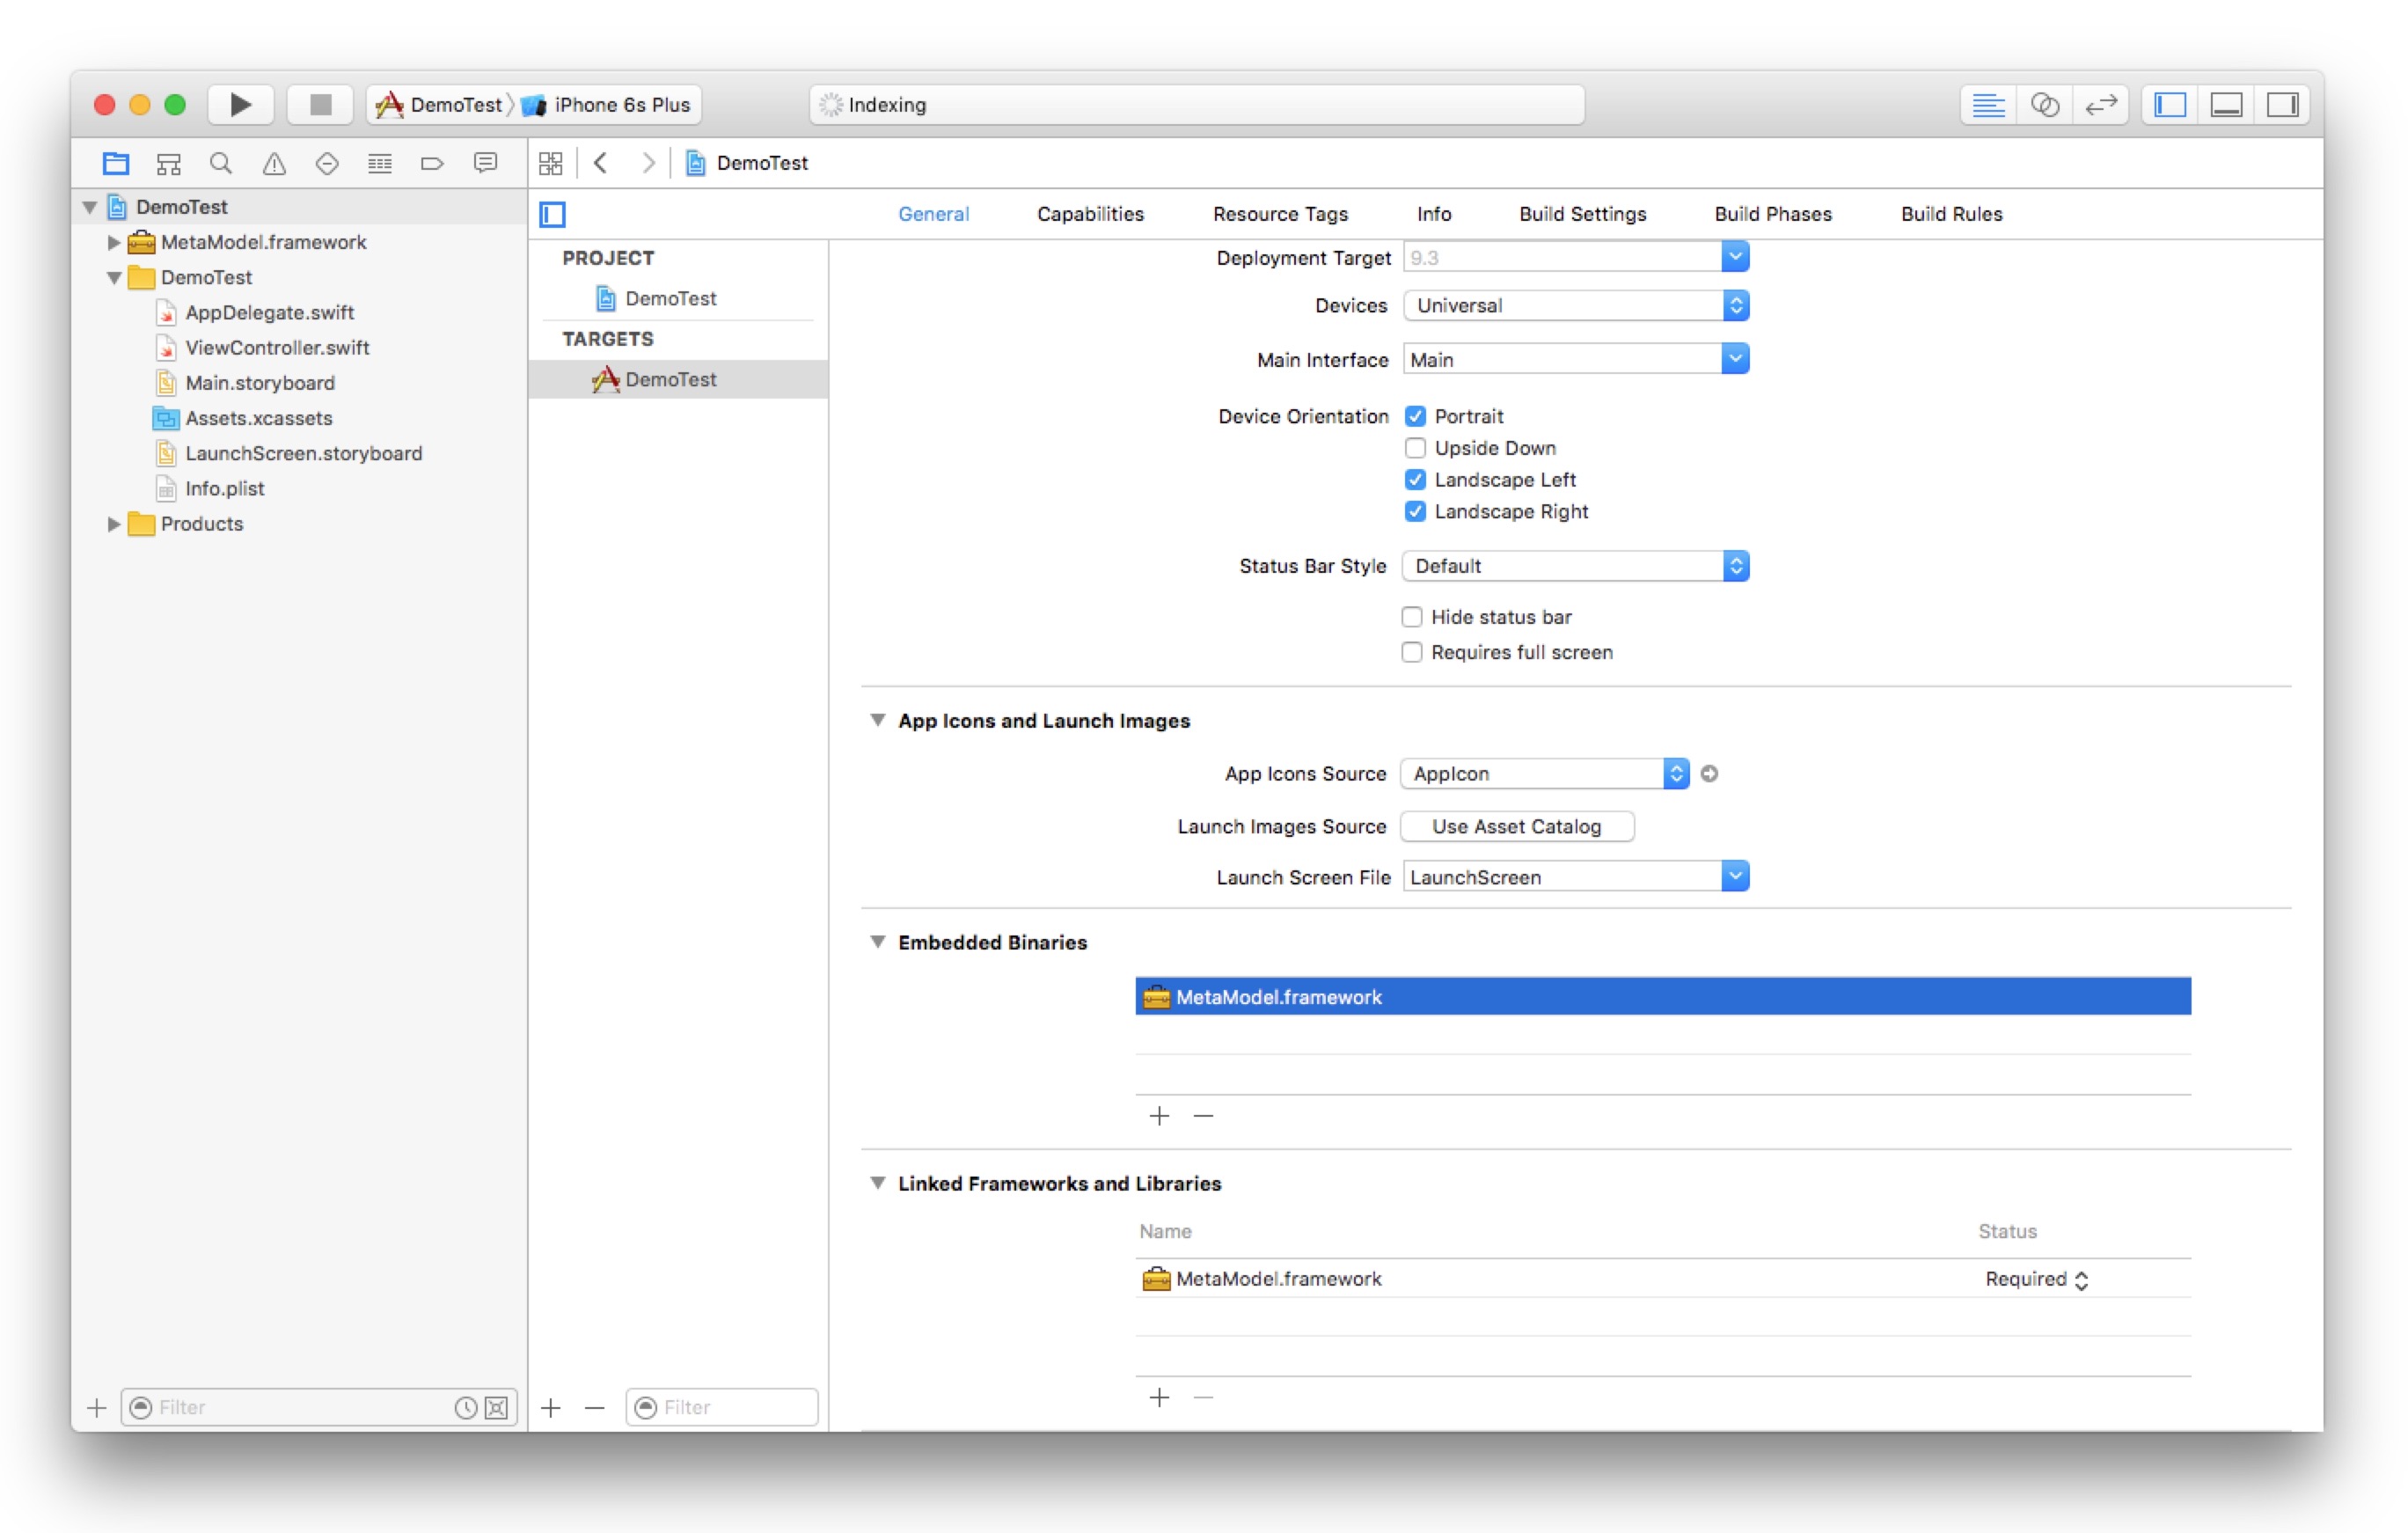 DemoTest iPhone 6s Plus Indexing
DemoTest
DemoTest
MetaModel.framework
DemoTest
AppDelegate.swift
ViewController.swift
Main.storyboard
Assets.xcassets
LaunchScreen.storyboard
Info.plist
Products
Filter
General Capabilities Resource Tags Info Build Settings Build Phases Build Rules
PROJECT
DemoTest
TARGETS
DemoTest
Filter
Deployment Target 9.3
Devices Universal
Main Interface Main
Device Orientation Portrait
Upside Down
Landscape Left
Landscape Right
Status Bar Style Default
Hide status bar
Requires full screen
App Icons and Launch Images
App Icons Source AppIcon
Launch Images Source Use Asset Catalog
Launch Screen File LaunchScreen
Embedded Binaries
MetaModel.framework
Linked Frameworks and Libraries
Name Status
MetaModel.framework Required